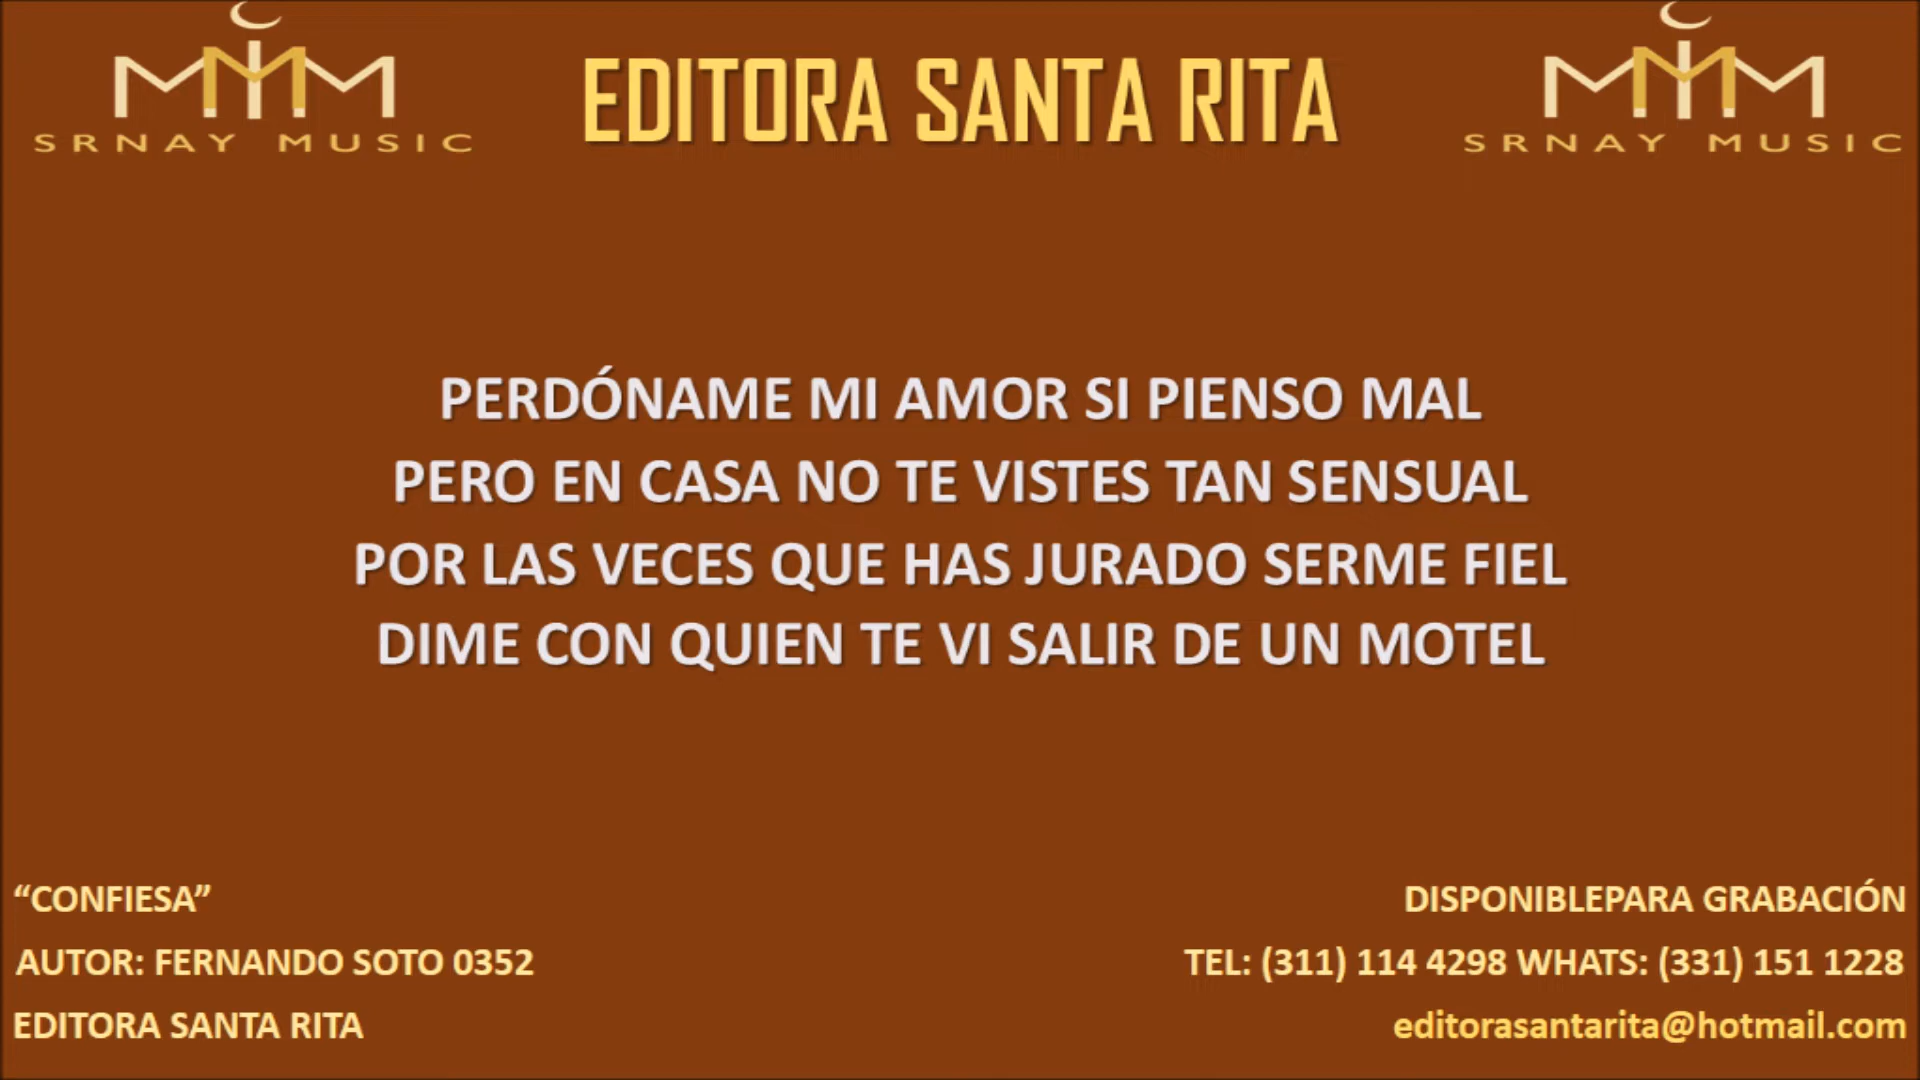 SRNAY MUSIC
EDITORA SANTA RITA
SRNAY MUSIC
PERDÓNAME MI AMOR SI PIENSO MAL
PERO EN CASA NO TE VISTES TAN SENSUAL
POR LAS VECES QUE HAS JURADO SERME FIEL
DIME CON QUIEN TE VI SALIR DE UN MOTEL
“CONFIESA”
AUTOR: FERNANDO SOTO 0352
EDITORA SANTA RITA
DISPONIBLEPARA GRABACIÓN
TEL: (311) 114 4298 WHATS: (331) 151 1228
editorasantarita@hotmail.com